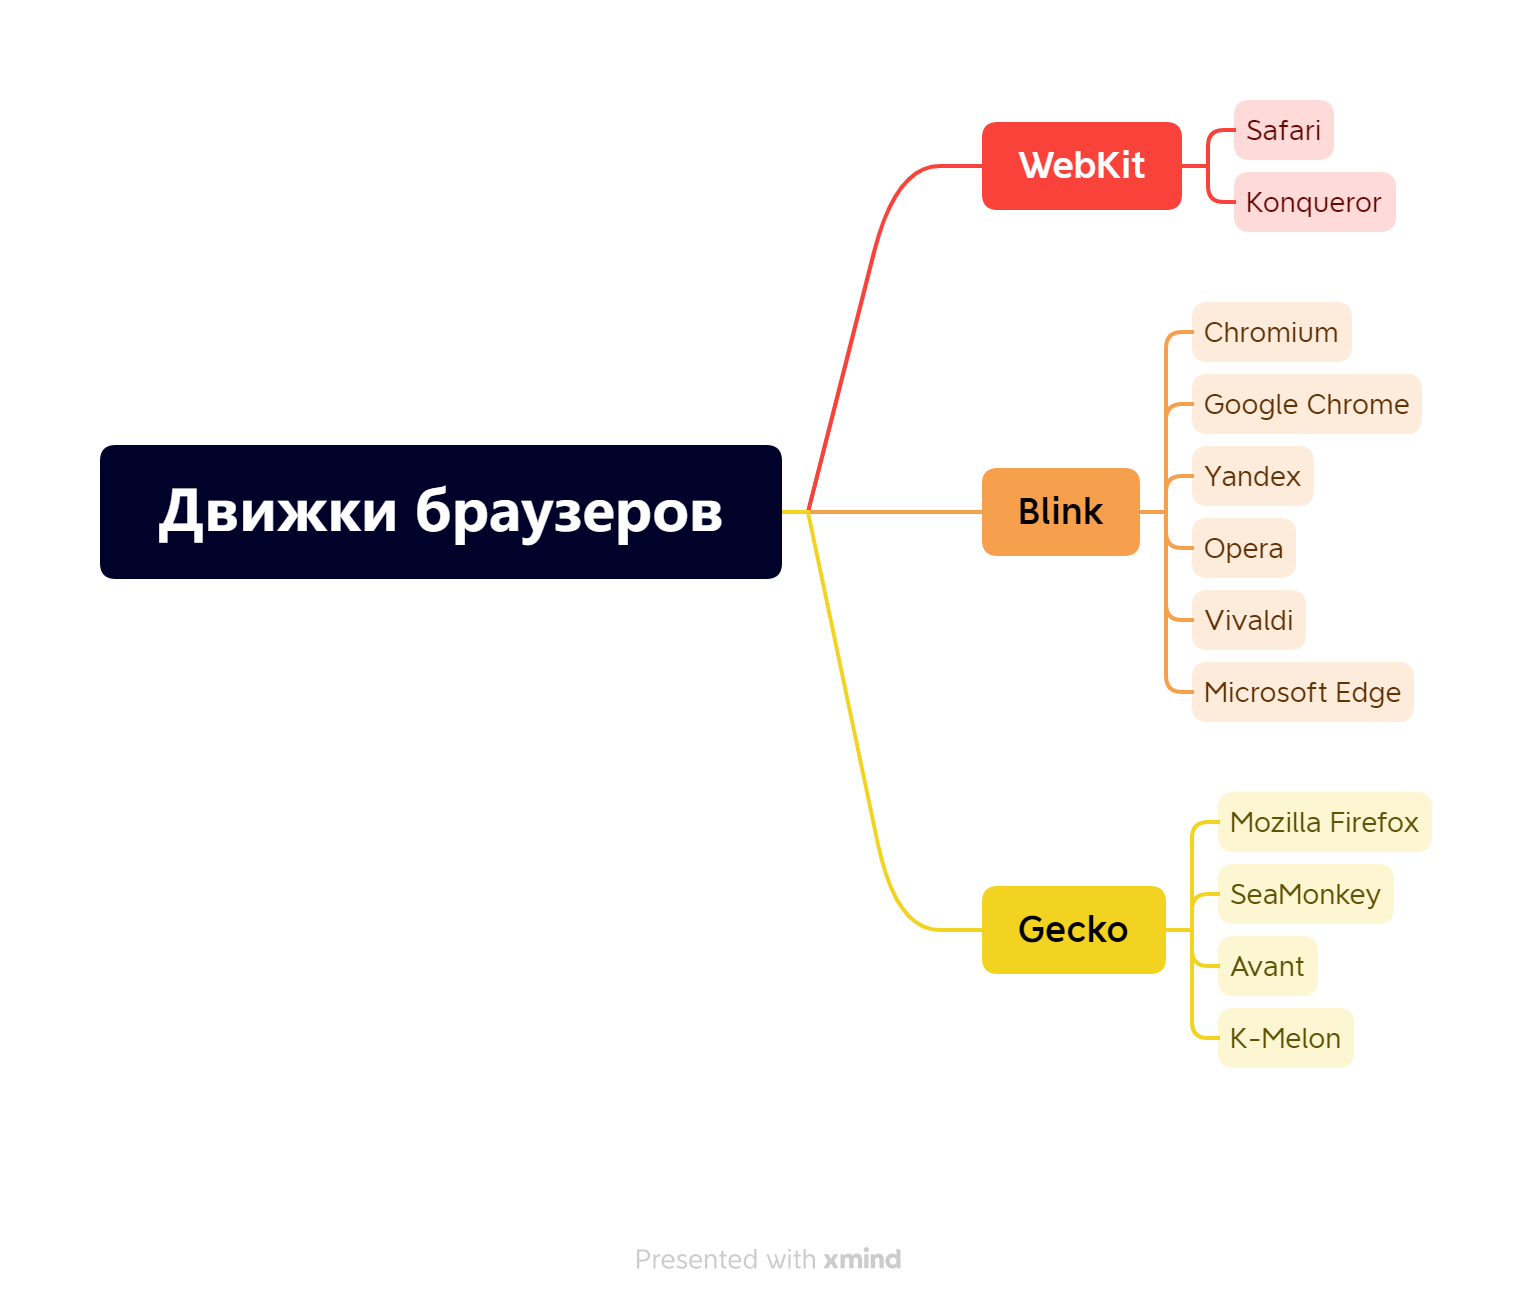 Движки браузеров
WebKit
Safari
Konqueror
Blink
Chromium
Google Chrome
Yandex
Opera
Vivaldi
Microsoft Edge
Gecko
Mozilla Firefox
SeaMonkey
Avant
K-Melon
Presented with xmind